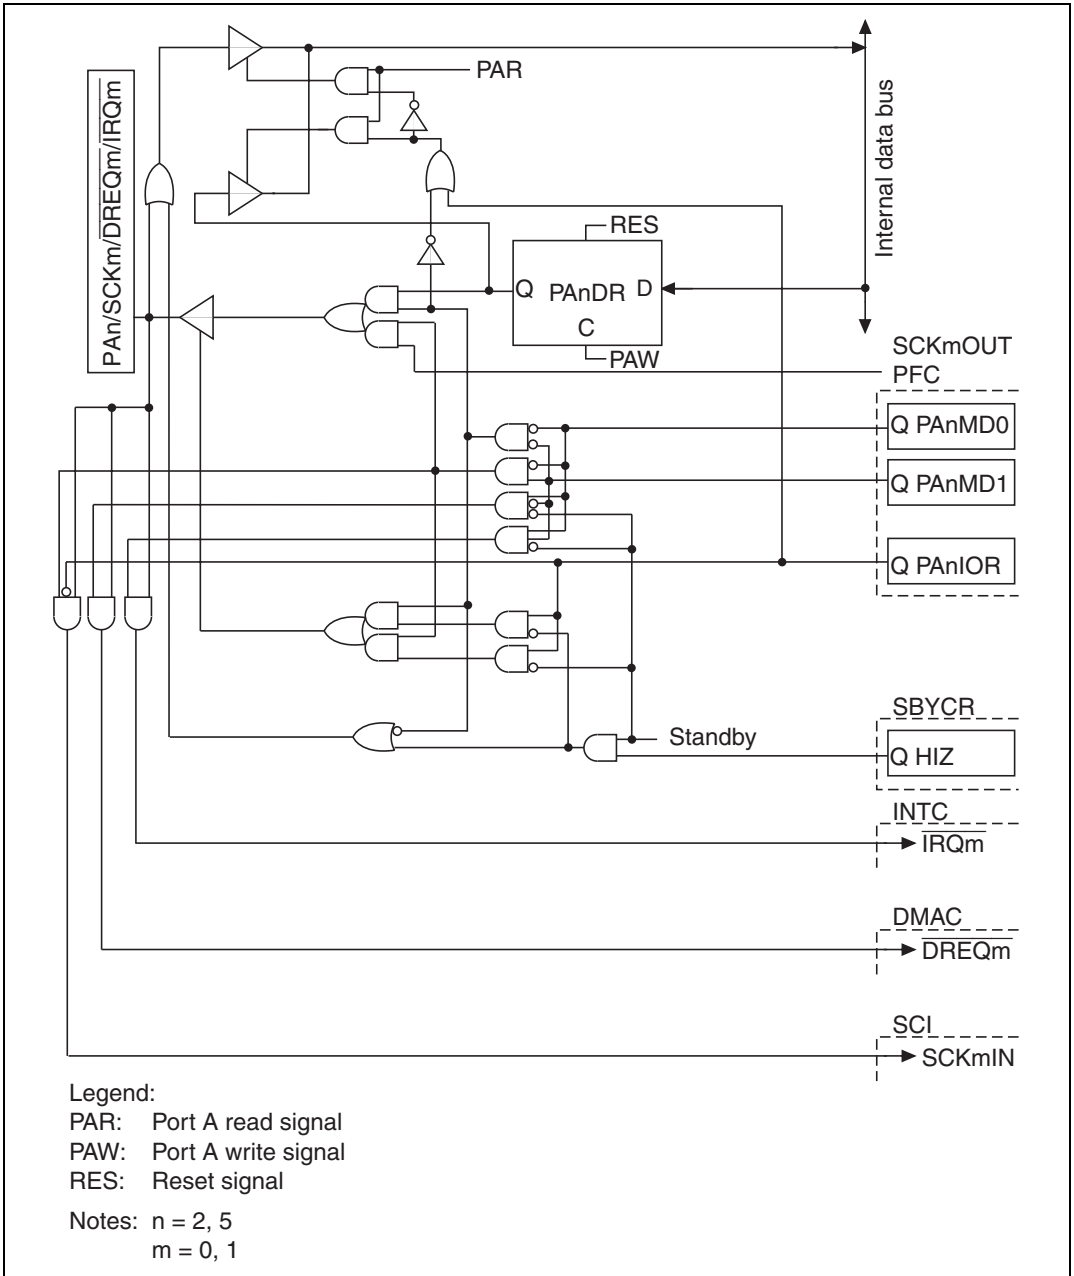 PAR
PAn/SCKm/DREQm/IRQm
Internal data bus
RES
Q PAnDR D
C
PAW
SCKmOUT
PFC
Q PAnMD0
Q PAnMD1
Q PAnIOR
SBYCR
Standby
Q HIZ
INTC
IRQm
DMAC
DREQm
SCI
SCKmIN
Legend:
PAR: Port A read signal
PAW: Port A write signal
RES: Reset signal
Notes: n = 2, 5
m = 0, 1